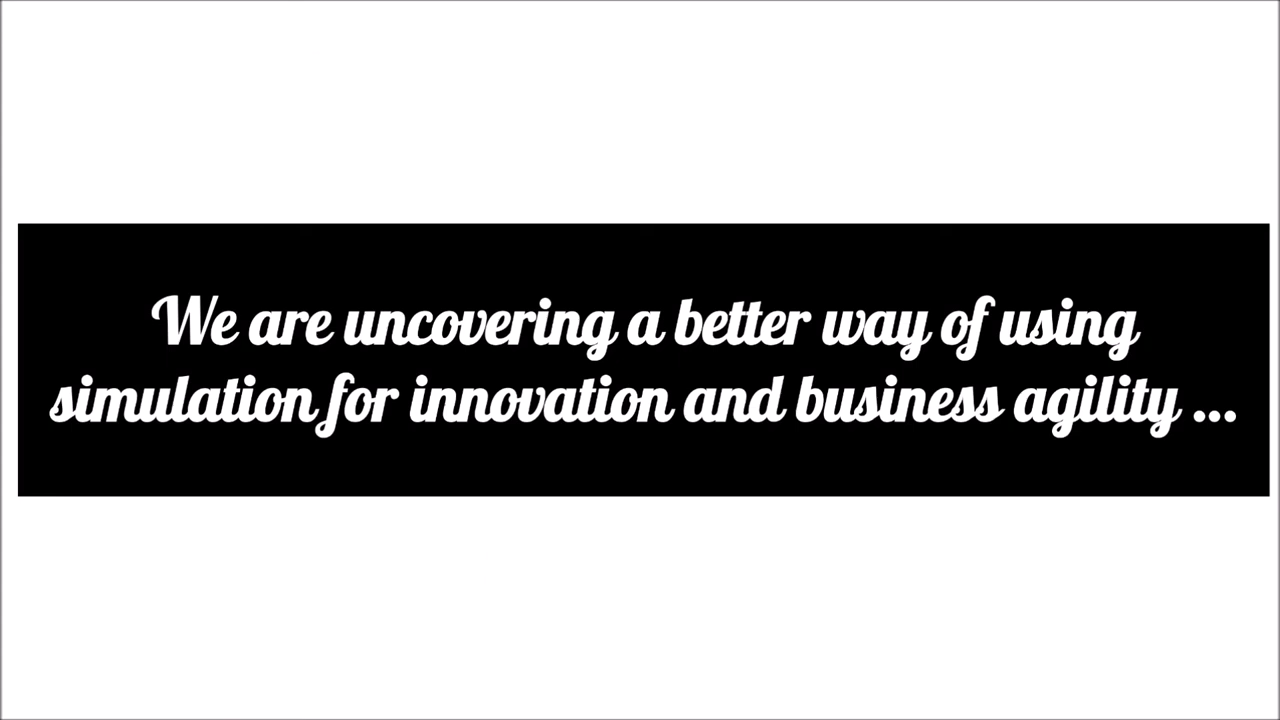 We are uncovering a better way of using
simulation for innovation and business agility ...